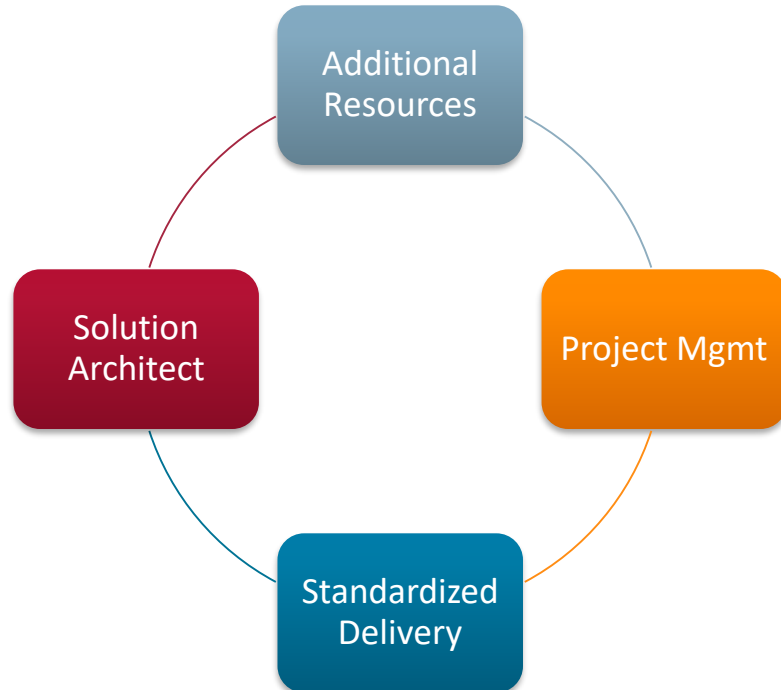 Additional
Resources
Solution
Architect
Project Mgmt
Standardized
Delivery